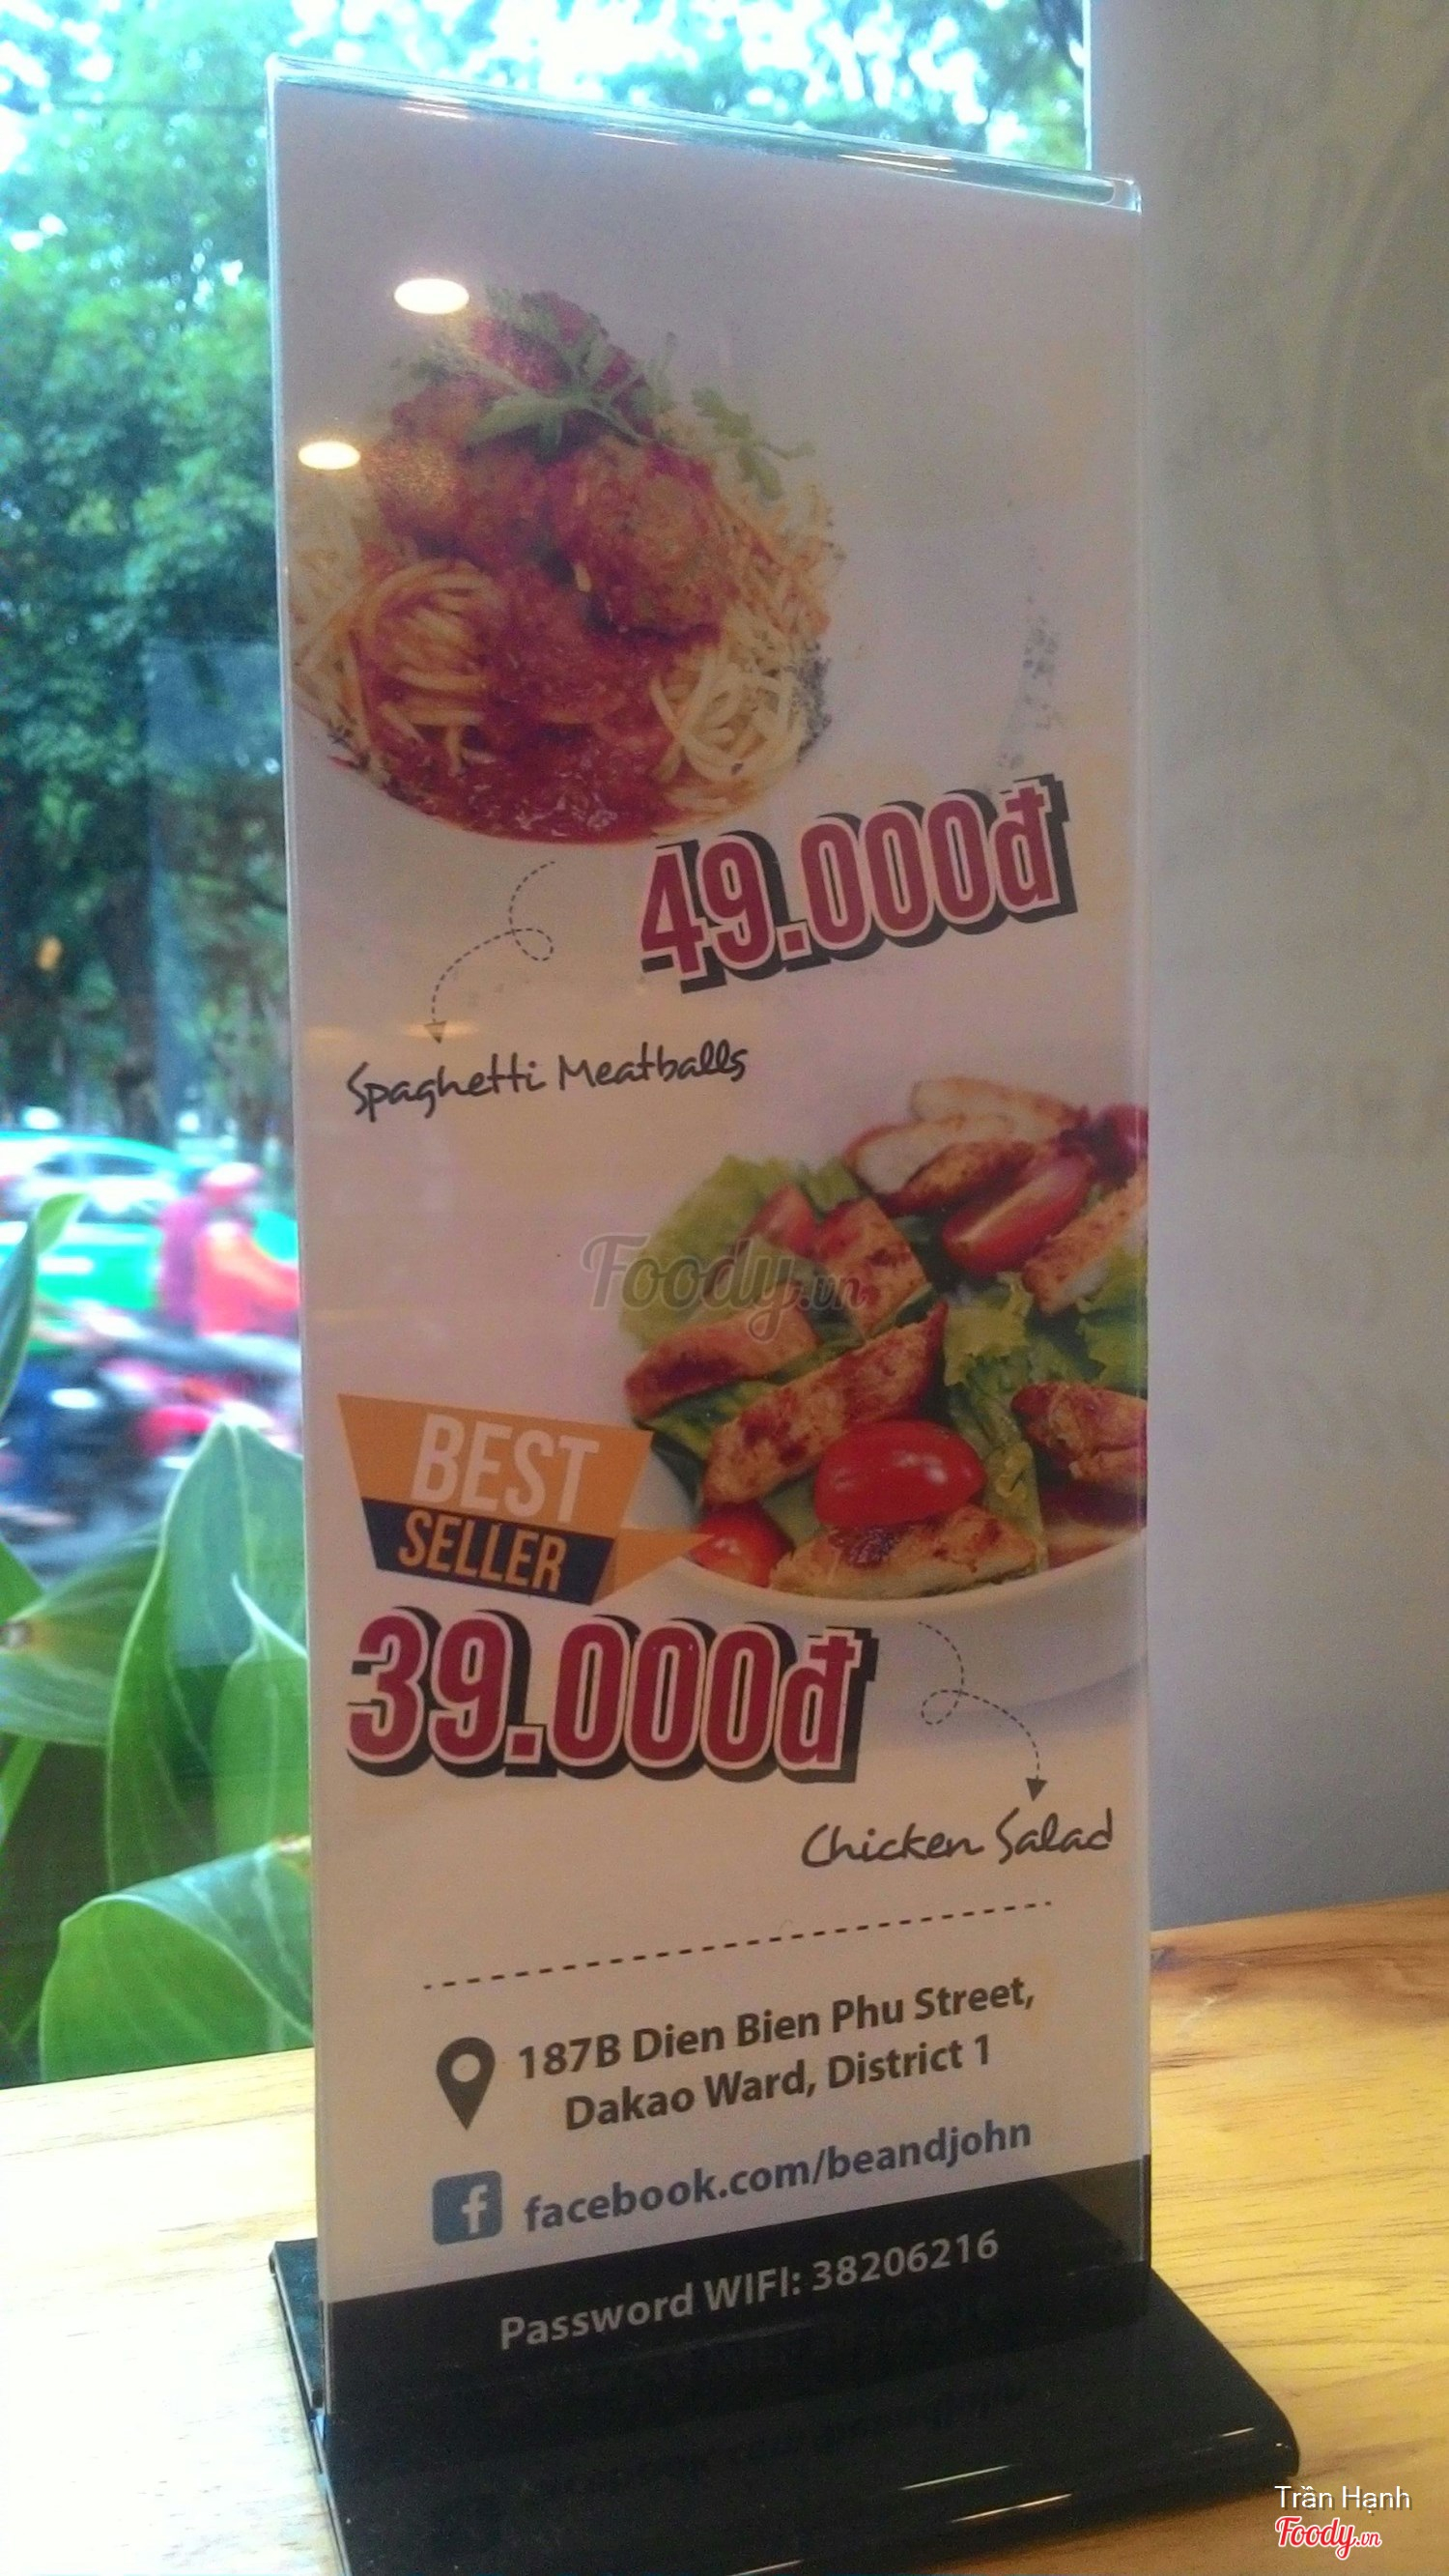 49.000đ
Spaghetti Meatballs
Foody.vn
BEST
SELLER
39.000đ
Chicken Salad
187B Dien Bien Phu Street,
Dakao Ward, District 1
f facebook.com/beandjohn
Password WIFI: 38206216
Trần Hạnh
Foody.vn